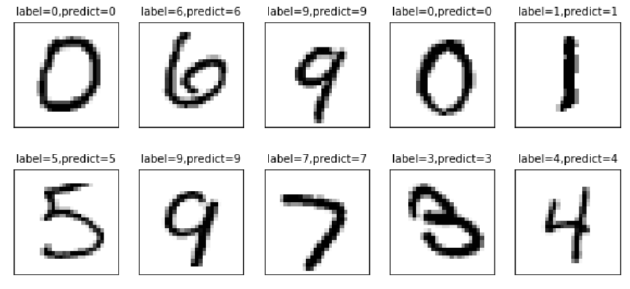 label=0,predict=0 label=6,predict=6 label=9,predict=9 label=0,predict=0 label=1,predict=1
0 6 9 0 1
label=5,predict=5 label=9,predict=9 label=7,predict=7 label=3,predict=3 label=4,predict=4
5 9 7 3 4